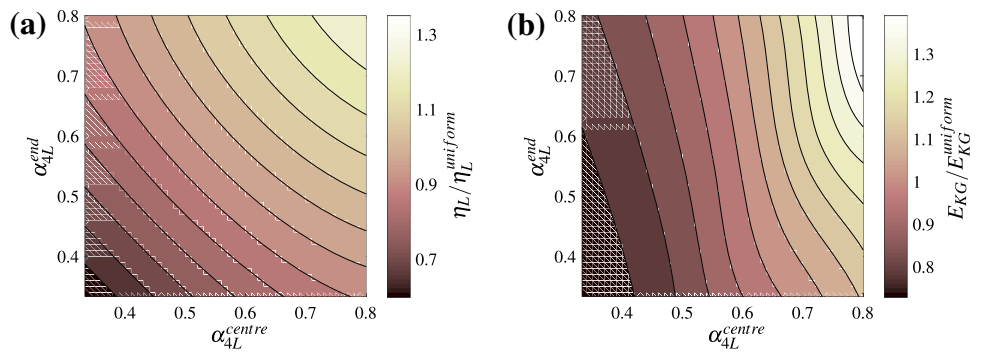 (a)
0.8
0.7
0.6
0.5
0.4
α_{4L}^{end}
0.4 0.5 0.6 0.7 0.8
α_{4L}^{centre}
1.3
1.1
0.9
0.7
η_L/η_L^{uniform}
(b)
0.8
0.7
0.6
0.5
0.4
α_{4L}^{end}
0.4 0.5 0.6 0.7 0.8
α_{4L}^{centre}
1.3
1.2
1.1
1
0.9
0.8
E_{KG}/E_{KG}^{uniform}